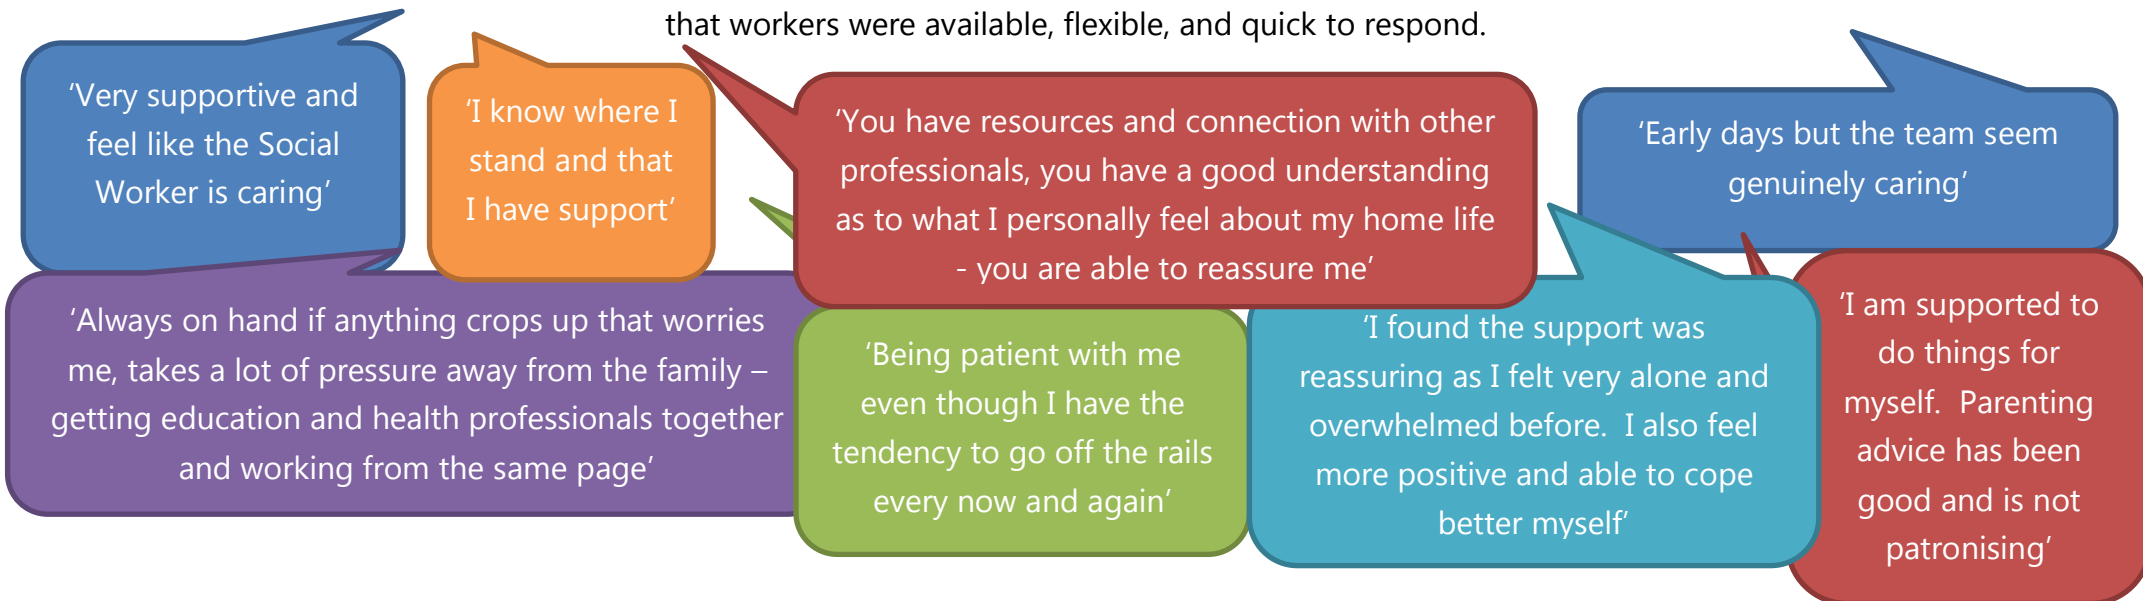 that workers were available, flexible, and quick to respond.
‘Very supportive and
feel like the Social
Worker is caring’
‘I know where I
stand and that
I have support’
‘You have resources and connection with other
professionals, you have a good understanding
as to what I personally feel about my home life
- you are able to reassure me’
‘Early days but the team seem
genuinely caring’
‘Always on hand if anything crops up that worries
me, takes a lot of pressure away from the family –
getting education and health professionals together
and working from the same page’
‘Being patient with me
even though I have the
tendency to go off the rails
every now and again’
‘I found the support was
reassuring as I felt very alone and
overwhelmed before.  I also feel
more positive and able to cope
better myself’
‘I am supported to
do things for
myself.  Parenting
advice has been
good and is not
patronising’